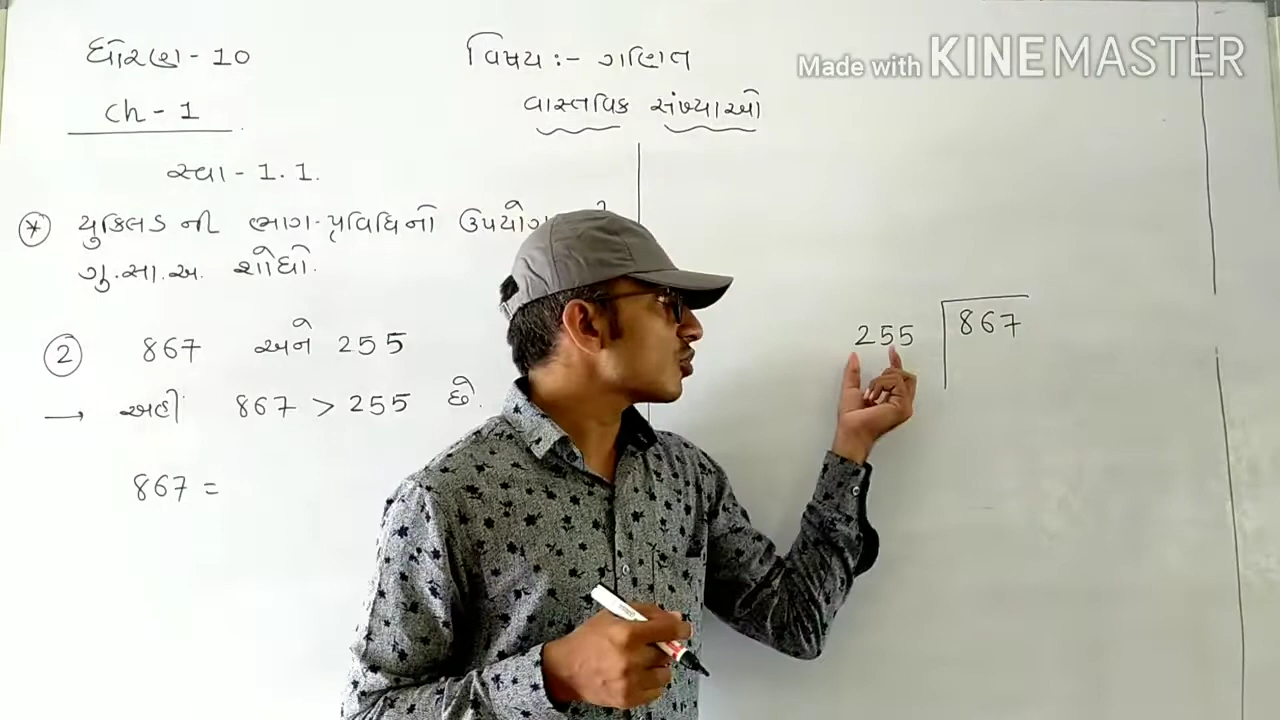 ધોરણ - 10
વિષય :- ગણિત
Made with KINEMASTER
Ch - 1
વાસ્તવિક સંખ્યાઓ
સ્વા - 1.1.
* યુક્લિડ ની ભાગ-પ્રવિધિનો
ગુ.સા.અ. શોધો.
2 867 અને 255
→ અહીં 867 > 255 છે.
867 =
255 867